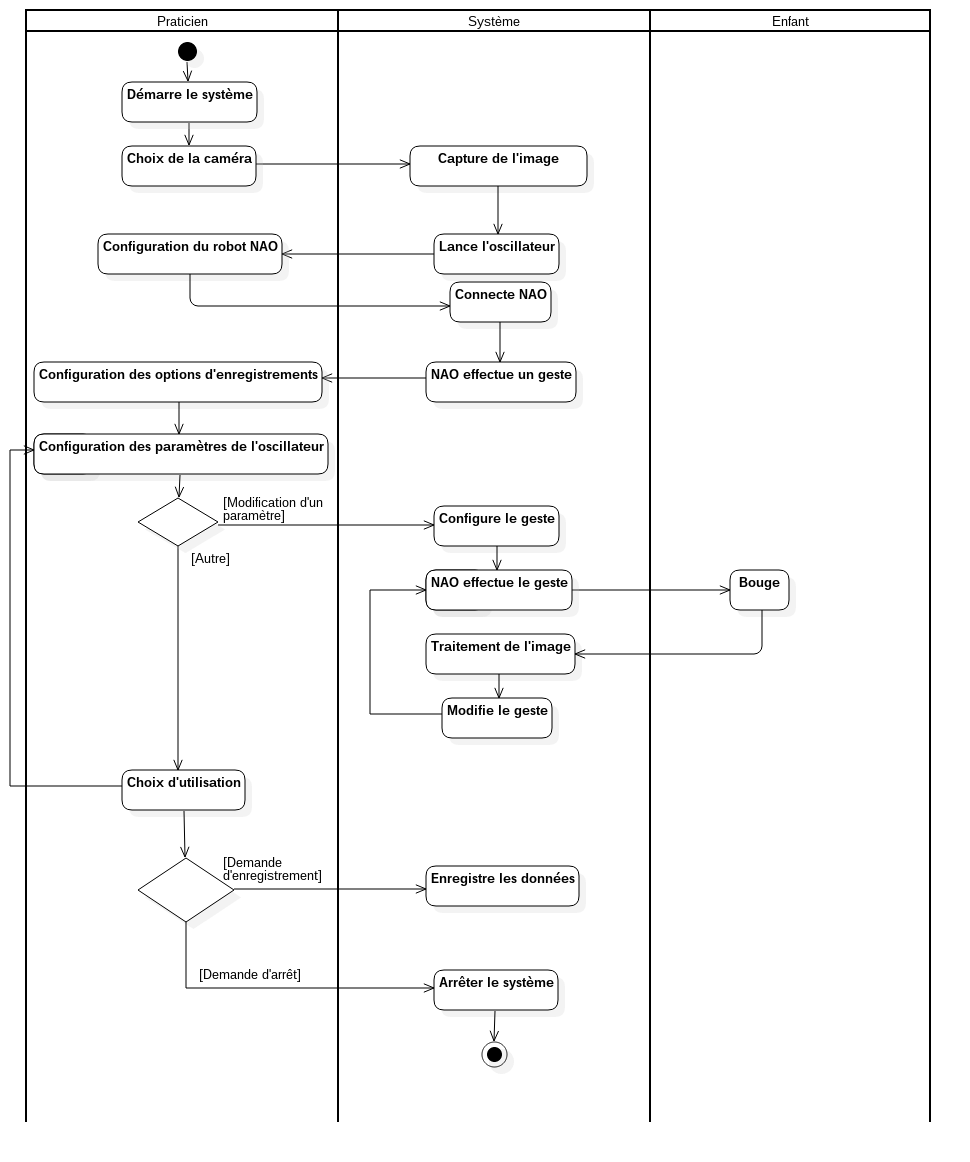 Praticien
Système
Enfant
Démarre le système
Choix de la caméra
Capture de l'image
Configuration du robot NAO
Lance l'oscillateur
Connecte NAO
Configuration des options d'enregistrements
NAO effectue un geste
Configuration des paramètres de l'oscillateur
[Modification d'un
paramètre]
Configure le geste
[Autre]
NAO effectue le geste
Bouge
Traitement de l'image
Modifie le geste
Choix d'utilisation
[Demande
d'enregistrement]
Enregistre les données
[Demande d'arrêt]
Arrêter le système